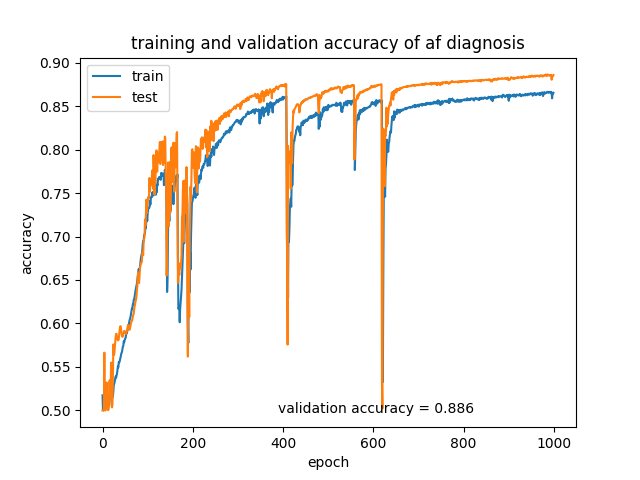 training and validation accuracy of af diagnosis
train
test
0.90
0.85
0.80
0.75
0.70
0.65
0.60
0.55
0.50
accuracy
validation accuracy = 0.886
0 200 400 600 800 1000
epoch